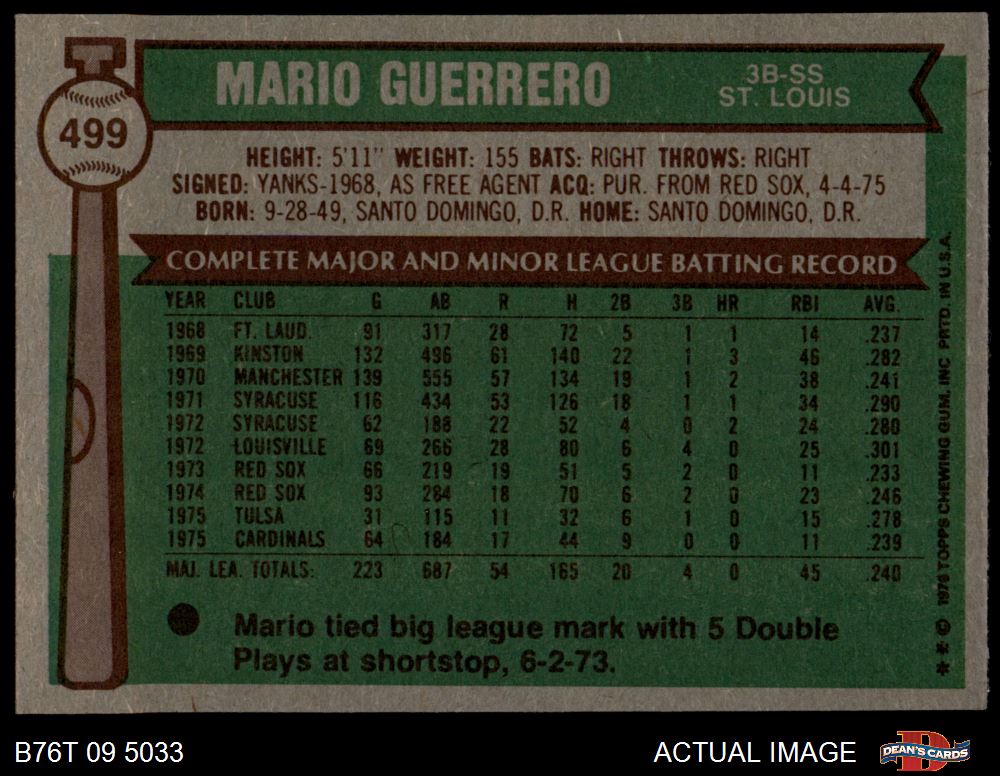 499
MARIO GUERRERO
3B-SS
ST. LOUIS
HEIGHT: 5'11" WEIGHT: 155 BATS: RIGHT THROWS: RIGHT
SIGNED: YANKS-1968, AS FREE AGENT ACQ: PUR. FROM RED SOX, 4-4-75
BORN: 9-28-49, SANTO DOMINGO, D.R. HOME: SANTO DOMINGO, D.R.
COMPLETE MAJOR AND MINOR LEAGUE BATTING RECORD
YEAR CLUB G AB R H 2B 3B HR RBI AVG.
1968 FT. LAUD. 91 317 28 72 5 1 1 14 .237
1969 KINSTON 132 496 61 140 22 1 3 46 .282
1970 MANCHESTER 139 555 57 134 19 1 2 38 .241
1971 SYRACUSE 116 434 53 126 18 1 1 34 .290
1972 SYRACUSE 62 188 22 52 4 0 2 24 .280
1972 LOUISVILLE 69 266 28 80 6 4 0 25 .301
1973 RED SOX 66 219 19 51 5 2 0 11 .233
1974 RED SOX 93 284 18 70 6 2 0 23 .246
1975 TULSA 31 115 11 32 6 1 0 15 .278
1975 CARDINALS 64 184 17 44 9 0 0 11 .239
MAJ. LEA. TOTALS: 223 687 54 165 20 4 0 45 .240
Mario tied big league mark with 5 Double
Plays at shortstop, 6-2-73.
** © 1976 TOPPS CHEWING GUM, INC PRTD. IN U.S.A.
B76T 09 5033
ACTUAL IMAGE
D
DEAN'S CARDS